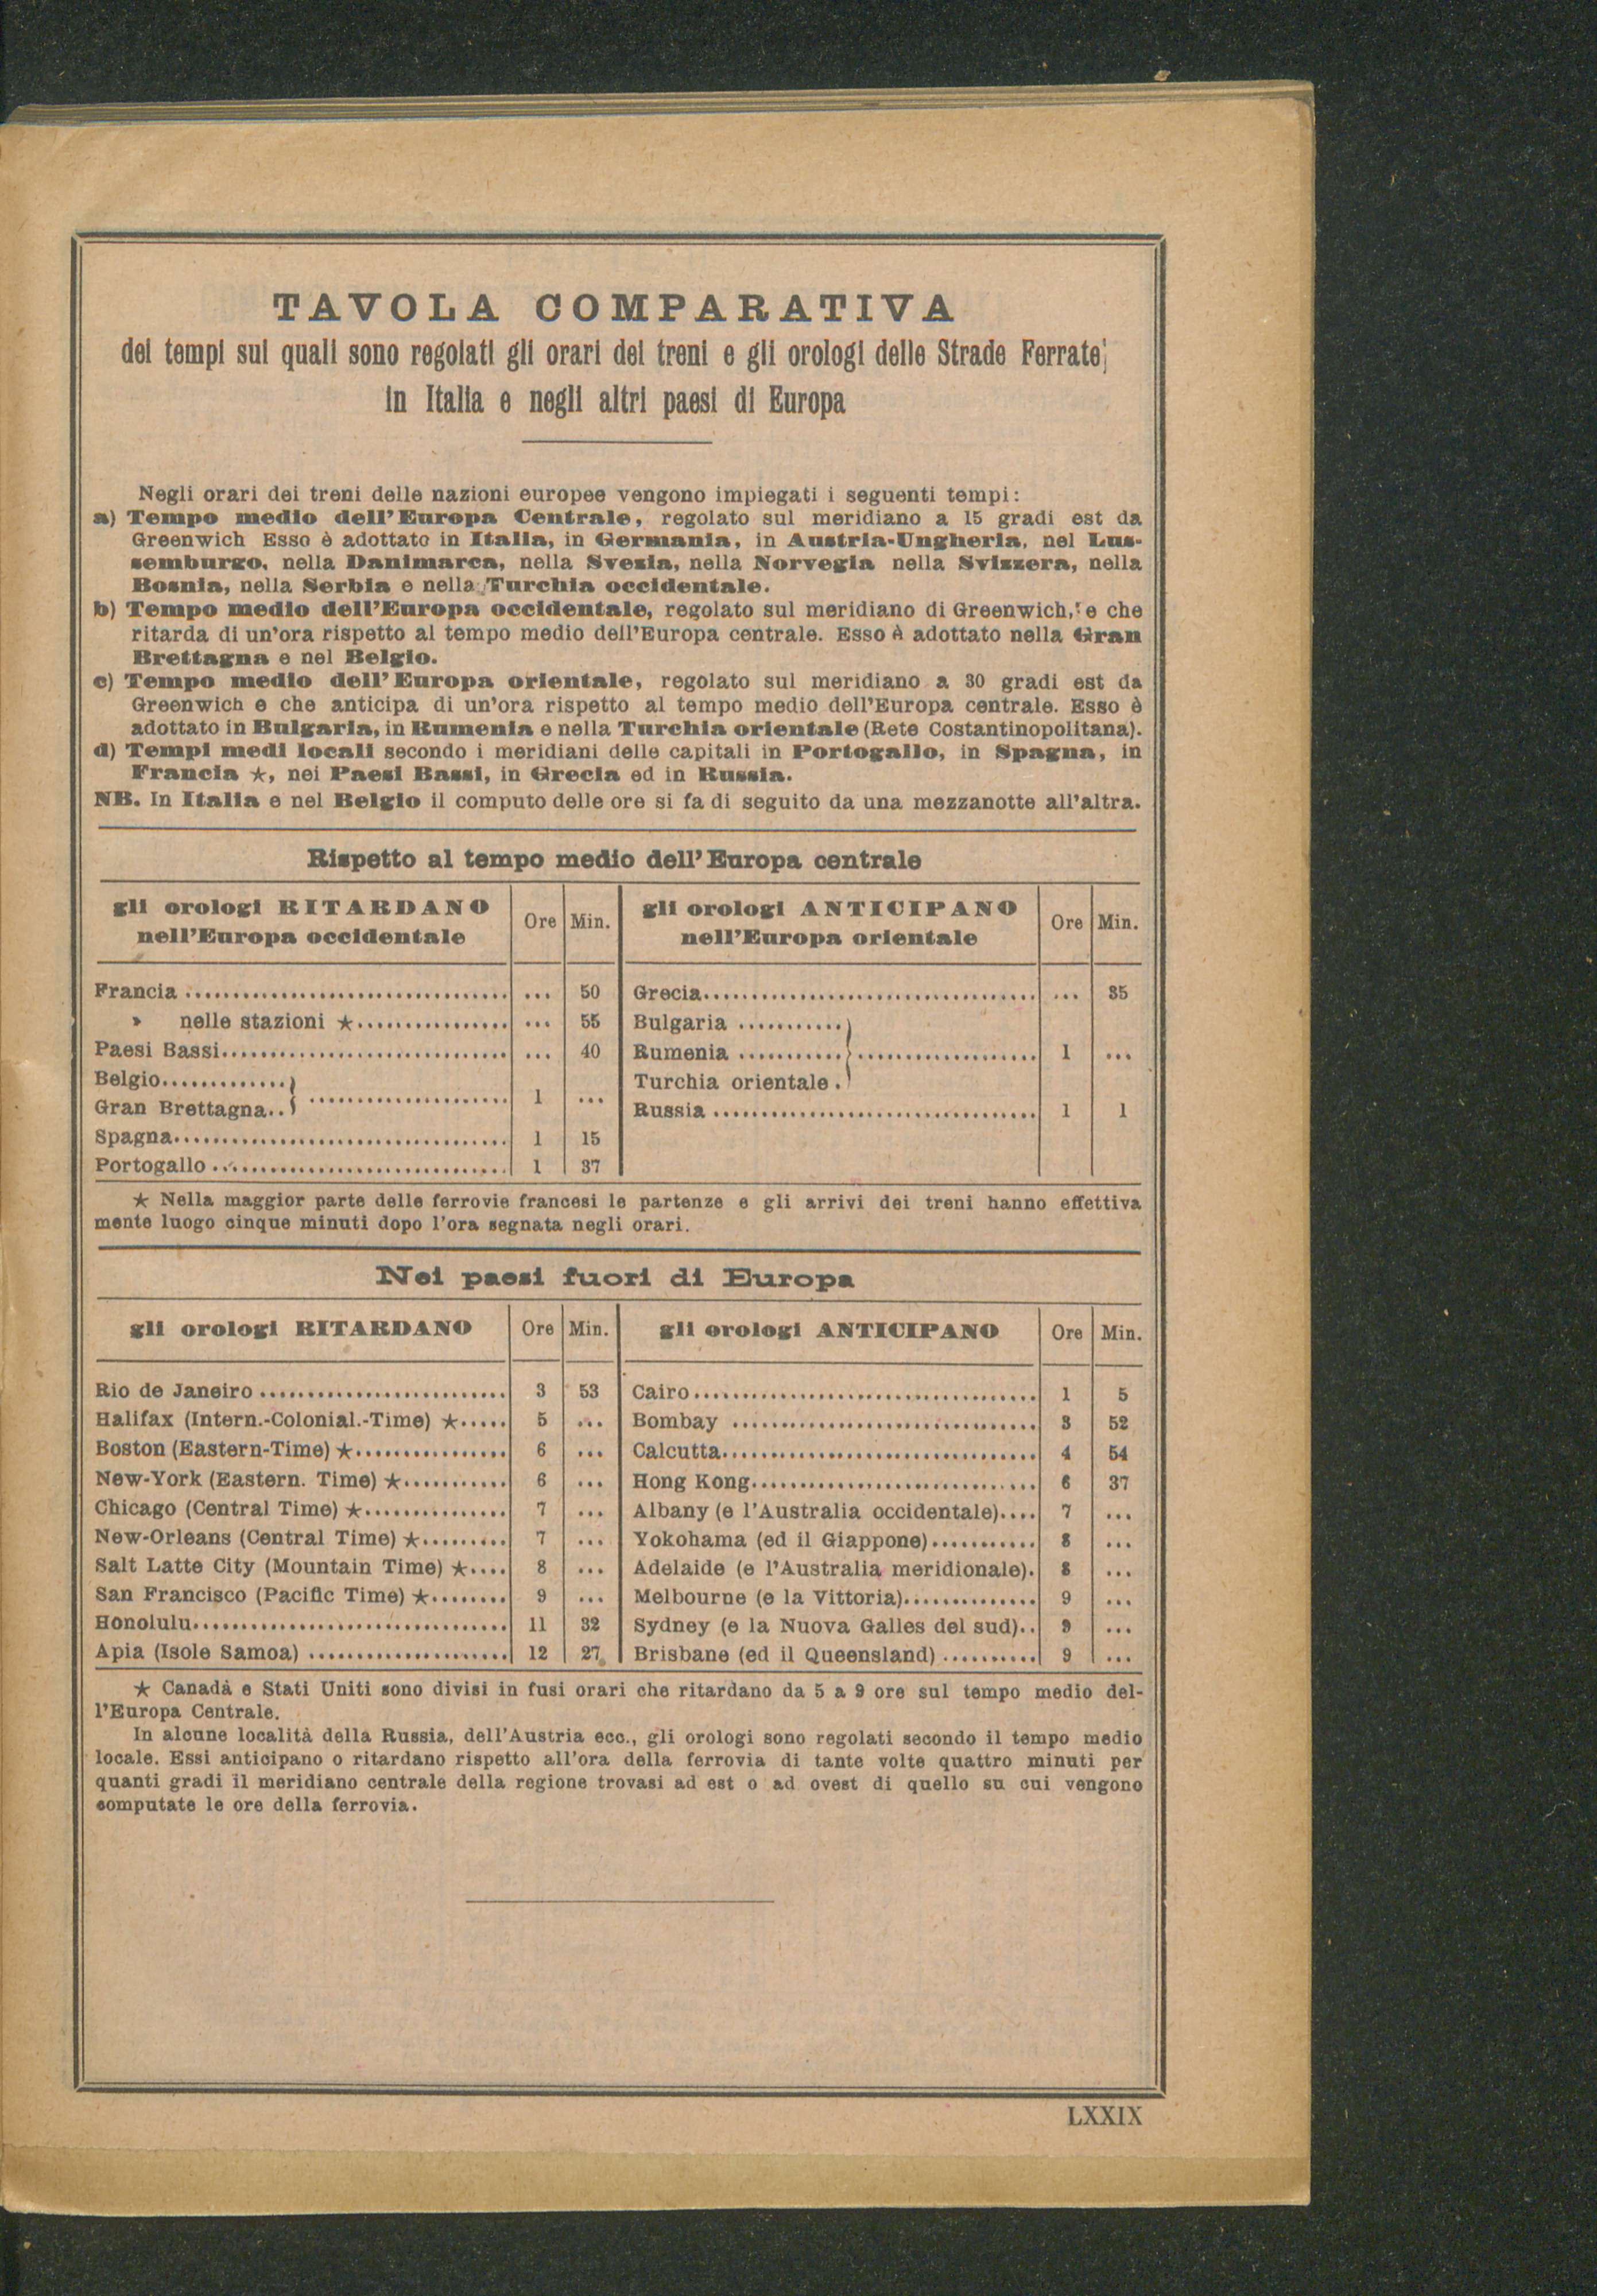 TAVOLA COMPARATIVA
dei tempi sui quali sono regolati gli orari dei treni e gli orologi delle Strade Ferrate
in Italia e negli altri paesi di Europa
Negli orari dei treni delle nazioni europee vengono impiegati i seguenti tempi:
a) Tempo medio dell'Europa Centrale, regolato sul meridiano a 15 gradi est da
Greenwich Esso è adottato in Italia, in Germania, in Austria-Ungheria, nel Lus-
semburgo, nella Danimarca, nella Svezia, nella Norvegia nella Svizzera, nella
Bosnia, nella Serbia e nella Turchia occidentale.
b) Tempo medio dell'Europa occidentale, regolato sul meridiano di Greenwich, e che
ritarda di un'ora rispetto al tempo medio dell'Europa centrale. Esso è adottato nella Gran
Brettagna e nel Belgio.
c) Tempo medio dell'Europa orientale, regolato sul meridiano a 30 gradi est da
Greenwich e che anticipa di un'ora rispetto al tempo medio dell'Europa centrale. Esso è
adottato in Bulgaria, in Rumenia e nella Turchia orientale (Rete Costantinopolitana).
d) Tempi medi locali secondo i meridiani delle capitali in Portogallo, in Spagna, in
Francia ★, nei Paesi Bassi, in Grecia ed in Russia.
NB. In Italia e nel Belgio il computo delle ore si fa di seguito da una mezzanotte all'altra.
Rispetto al tempo medio dell'Europa centrale
gli orologi RITARDANO
nell'Europa occidentale
Ore Min.
Francia ... ... 50
» nelle stazioni ★ ... ... 55
Paesi Bassi ... ... 40
Belgio ...
Gran Brettagna.. } ... 1 ...
Spagna ... 1 15
Portogallo ... 1 37
gli orologi ANTICIPANO
nell'Europa orientale
Ore Min.
Grecia ... ... 35
Bulgaria ...
Rumenia ... } ... 1 ...
Turchia orientale .
Russia ... 1 1
★ Nella maggior parte delle ferrovie francesi le partenze e gli arrivi dei treni hanno effettiva
mente luogo cinque minuti dopo l'ora segnata negli orari.
Nei paesi fuori di Europa
gli orologi RITARDANO Ore Min.
Rio de Janeiro ... 3 53
Halifax (Intern.-Colonial.-Time) ★ ... 5 ...
Boston (Eastern-Time) ★ ... 6 ...
New-York (Eastern. Time) ★ ... 6 ...
Chicago (Central Time) ★ ... 7 ...
New-Orleans (Central Time) ★ ... 7 ...
Salt Latte City (Mountain Time) ★ ... 8 ...
San Francisco (Pacific Time) ★ ... 9 ...
Honolulu ... 11 32
Apia (Isole Samoa) ... 12 27
gli orologi ANTICIPANO Ore Min.
Cairo ... 1 5
Bombay ... 3 52
Calcutta ... 4 54
Hong Kong ... 6 37
Albany (e l'Australia occidentale) ... 7 ...
Yokohama (ed il Giappone) ... 8 ...
Adelaide (e l'Australia meridionale). 8 ...
Melbourne (e la Vittoria) ... 9 ...
Sydney (e la Nuova Galles del sud).. 9 ...
Brisbane (ed il Queensland) ... 9 ...
★ Canadà e Stati Uniti sono divisi in fusi orari che ritardano da 5 a 9 ore sul tempo medio del-
l'Europa Centrale.
In alcune località della Russia, dell'Austria ecc., gli orologi sono regolati secondo il tempo medio
locale. Essi anticipano o ritardano rispetto all'ora della ferrovia di tante volte quattro minuti per
quanti gradi il meridiano centrale della regione trovasi ad est o ad ovest di quello su cui vengono
computate le ore della ferrovia.
LXXIX